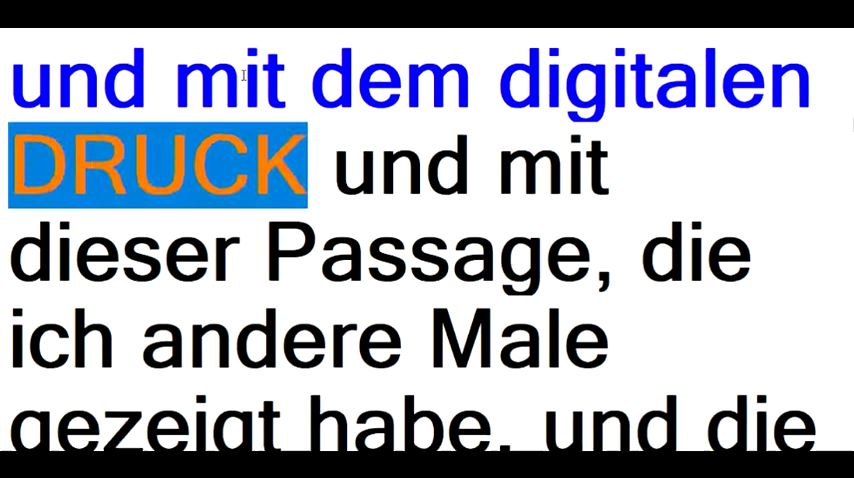 und mit dem digitalen
DRUCK und mit
dieser Passage, die
ich andere Male
gezeigt habe, und die